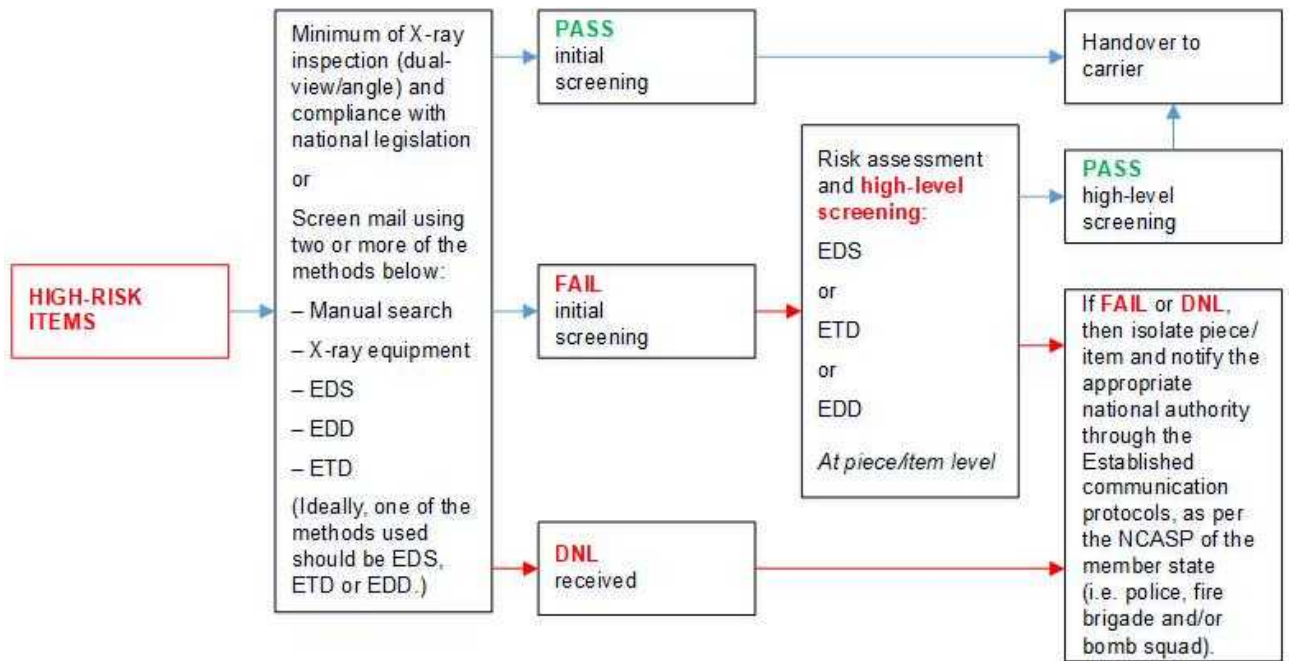 HIGH-RISK
ITEMS
Minimum of X-ray
inspection (dual-
view/angle) and
compliance with
national legislation
or
Screen mail using
two or more of the
methods below:
– Manual search
– X-ray equipment
– EDS
– EDD
– ETD
(Ideally, one of the
methods used
should be EDS,
ETD or EDD.)
PASS
initial
screening
FAIL
initial
screening
DNL
received
Risk assessment
and high-level
screening:
EDS
or
ETD
or
EDD
At piece/item level
Handover to
carrier
PASS
high-level
screening
If FAIL or DNL,
then isolate piece/
item and notify the
appropriate
national authority
through the
Established
communication
protocols, as per
the NCASP of the
member state
(i.e. police, fire
brigade and/or
bomb squad).